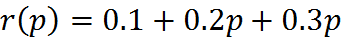 r(p) = 0.1 + 0.2p + 0.3p